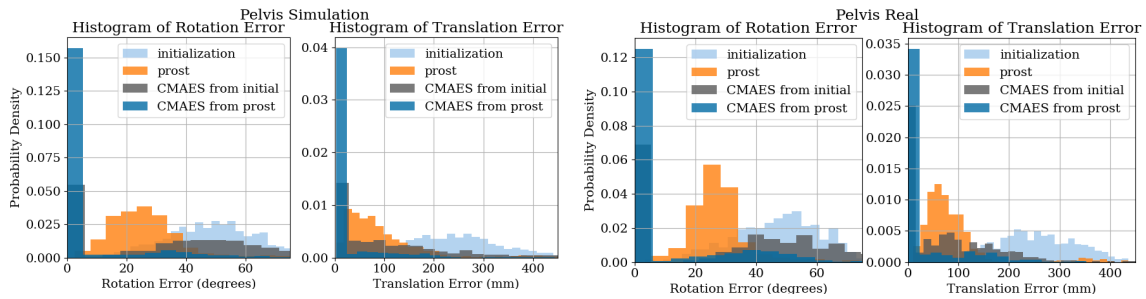 Pelvis Simulation
Histogram of Rotation Error
Histogram of Translation Error
0.150
0.125
0.100
0.075
0.050
0.025
0.000
Probability Density
initialization
prost
CMAES from initial
CMAES from prost
0 20 40 60
Rotation Error (degrees)
0.04
0.03
0.02
0.01
0.00
initialization
prost
CMAES from initial
CMAES from prost
0 100 200 300 400
Translation Error (mm)
Pelvis Real
Histogram of Rotation Error
Histogram of Translation Error
0.12
0.10
0.08
0.06
0.04
0.02
0.00
Probability Density
initialization
prost
CMAES from initial
CMAES from prost
0 20 40 60
Rotation Error (degrees)
0.035
0.030
0.025
0.020
0.015
0.010
0.005
0.000
initialization
prost
CMAES from initial
CMAES from prost
0 100 200 300 400
Translation Error (mm)